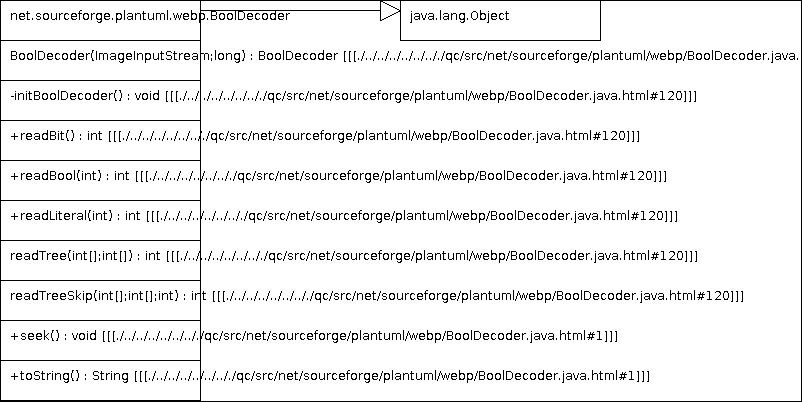 net.sourceforge.plantuml.webp.BoolDecoder
java.lang.Object
BoolDecoder(ImageInputStream;long) : BoolDecoder [[[./../../../../../../../qc/src/net/sourceforge/plantuml/webp/BoolDecoder.java.
-initBoolDecoder() : void [[[./../../../../../../../qc/src/net/sourceforge/plantuml/webp/BoolDecoder.java.html#120]]]
+readBit() : int [[[./../../../../../../../qc/src/net/sourceforge/plantuml/webp/BoolDecoder.java.html#120]]]
+readBool(int) : int [[[./../../../../../../../qc/src/net/sourceforge/plantuml/webp/BoolDecoder.java.html#120]]]
+readLiteral(int) : int [[[./../../../../../../../qc/src/net/sourceforge/plantuml/webp/BoolDecoder.java.html#120]]]
readTree(int[];int[]) : int [[[./../../../../../../../qc/src/net/sourceforge/plantuml/webp/BoolDecoder.java.html#120]]]
readTreeSkip(int[];int[];int) : int [[[./../../../../../../../qc/src/net/sourceforge/plantuml/webp/BoolDecoder.java.html#120]]]
+seek() : void [[[./../../../../../../../qc/src/net/sourceforge/plantuml/webp/BoolDecoder.java.html#1]]]
+toString() : String [[[./../../../../../../../qc/src/net/sourceforge/plantuml/webp/BoolDecoder.java.html#1]]]